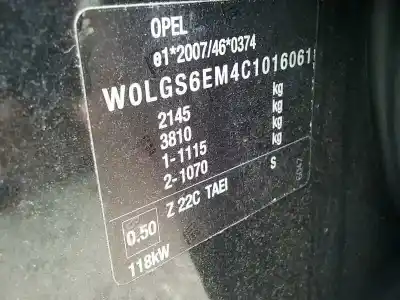 OPEL
e1*2007/46*0374
W0LGS6EM4C1016061
2145 kg
3810 kg
1-1115 kg
2-1070
S
Z 22C TAEI
0.50
118kW